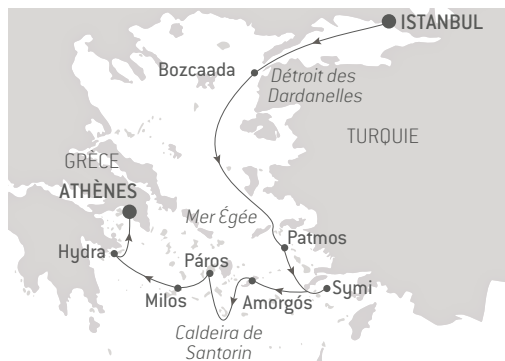 ISTANBUL
Bozcaada
Détroit des
Dardanelles
TURQUIE
GRÈCE
ATHÈNES
Mer Égée
Patmos
Hydra
Páros
Milos
Amorgós
Symi
Caldeira de
Santorin